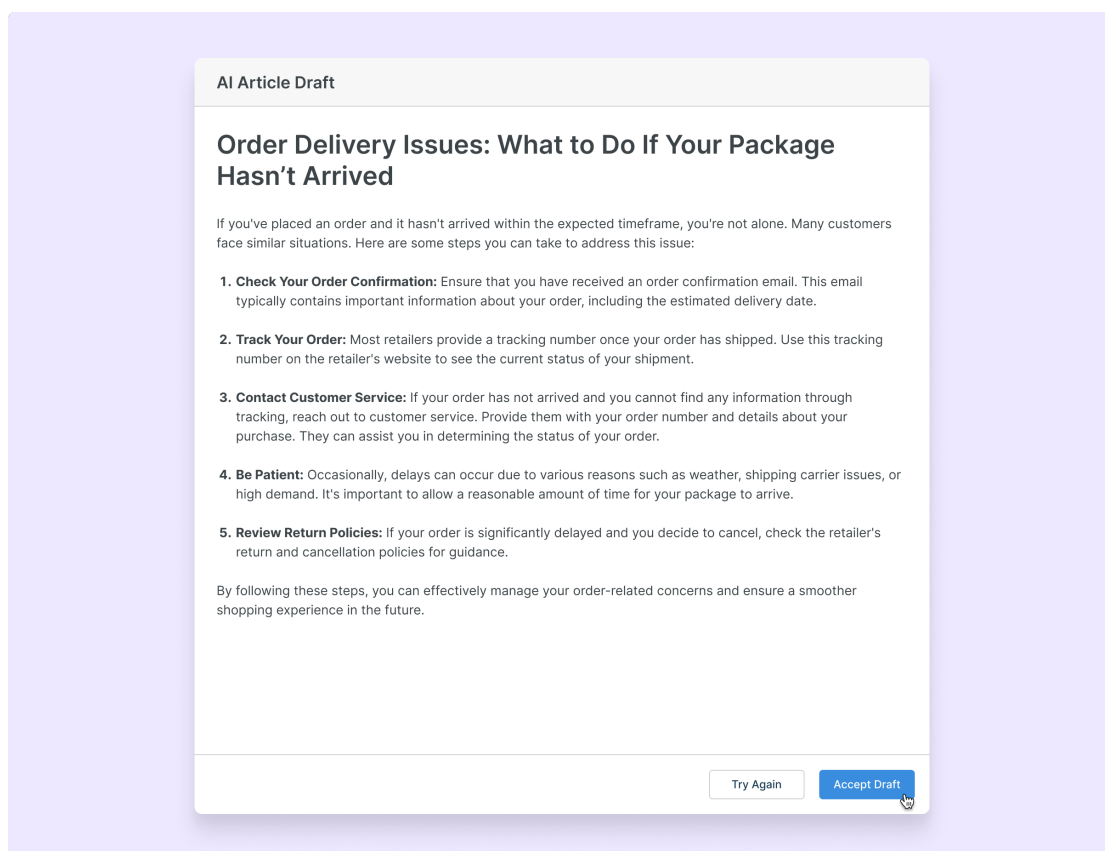 AI Article Draft
Order Delivery Issues: What to Do If Your Package
Hasn’t Arrived
If you've placed an order and it hasn't arrived within the expected timeframe, you're not alone. Many customers
face similar situations. Here are some steps you can take to address this issue:
1. Check Your Order Confirmation: Ensure that you have received an order confirmation email. This email
typically contains important information about your order, including the estimated delivery date.
2. Track Your Order: Most retailers provide a tracking number once your order has shipped. Use this tracking
number on the retailer's website to see the current status of your shipment.
3. Contact Customer Service: If your order has not arrived and you cannot find any information through
tracking, reach out to customer service. Provide them with your order number and details about your
purchase. They can assist you in determining the status of your order.
4. Be Patient: Occasionally, delays can occur due to various reasons such as weather, shipping carrier issues, or
high demand. It's important to allow a reasonable amount of time for your package to arrive.
5. Review Return Policies: If your order is significantly delayed and you decide to cancel, check the retailer's
return and cancellation policies for guidance.
By following these steps, you can effectively manage your order-related concerns and ensure a smoother
shopping experience in the future.
Try Again
Accept Draft